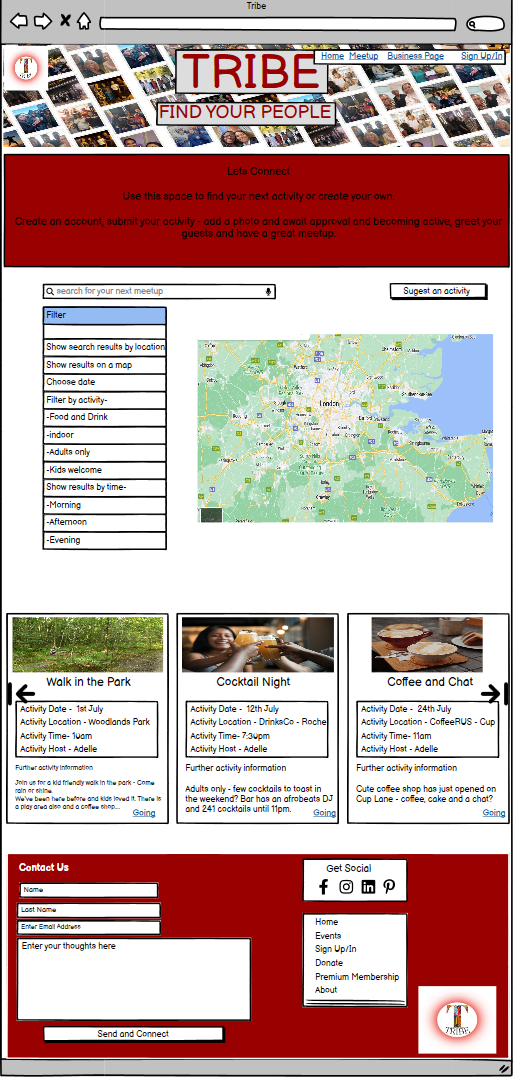 Tribe
Home Meetup Business Page Sign Up/In
TRIBE
FIND YOUR PEOPLE
Lets Connect
Use this space to find your next activity or create your own.
Create an account, submit your activity - add a photo and await approval and becoming active, greet your
guests and have a great meetup.
search for your next meetup
Sugest an activity
Filter
Show search results by location
Show results on a map
Choose date
Filter by activity-
-Food and Drink
-indoor
-Adults only
-Kids welcome
Show results by time-
-Morning
-Afternoon
-Evening
London
Walk in the Park
Activity Date - 1st July
Activity Location - Woodlands Park
Activity Time- 10am
Activity Host - Adelle
Further activity information
Join us for a kid friendly walk in the park - Come
rain or shine.
We've been here before and kids loved it. There is
a play area also and a coffee shop...
Going
Cocktail Night
Activity Date - 12th July
Activity Location - DrinksCo - Roche
Activity Time- 7:30pm
Activity Host - Adelle
Further activity information
Adults only - few cocktails to toast in
the weekend? Bar has an afrobeats DJ
and 241 cocktails until 11pm.
Going
Coffee and Chat
Activity Date - 24th July
Activity Location - CoffeeRUS - Cup
Activity Time- 11am
Activity Host - Adelle
Further activity information
Cute coffee shop has just opened on
Cup Lane - coffee, cake and a chat?
Going
Contact Us
Name
Last Name
Enter Email Address
Enter your thoughts here
Send and Connect
Get Social
Home
Events
Sign Up/In
Donate
Premium Membership
About
TRIBE